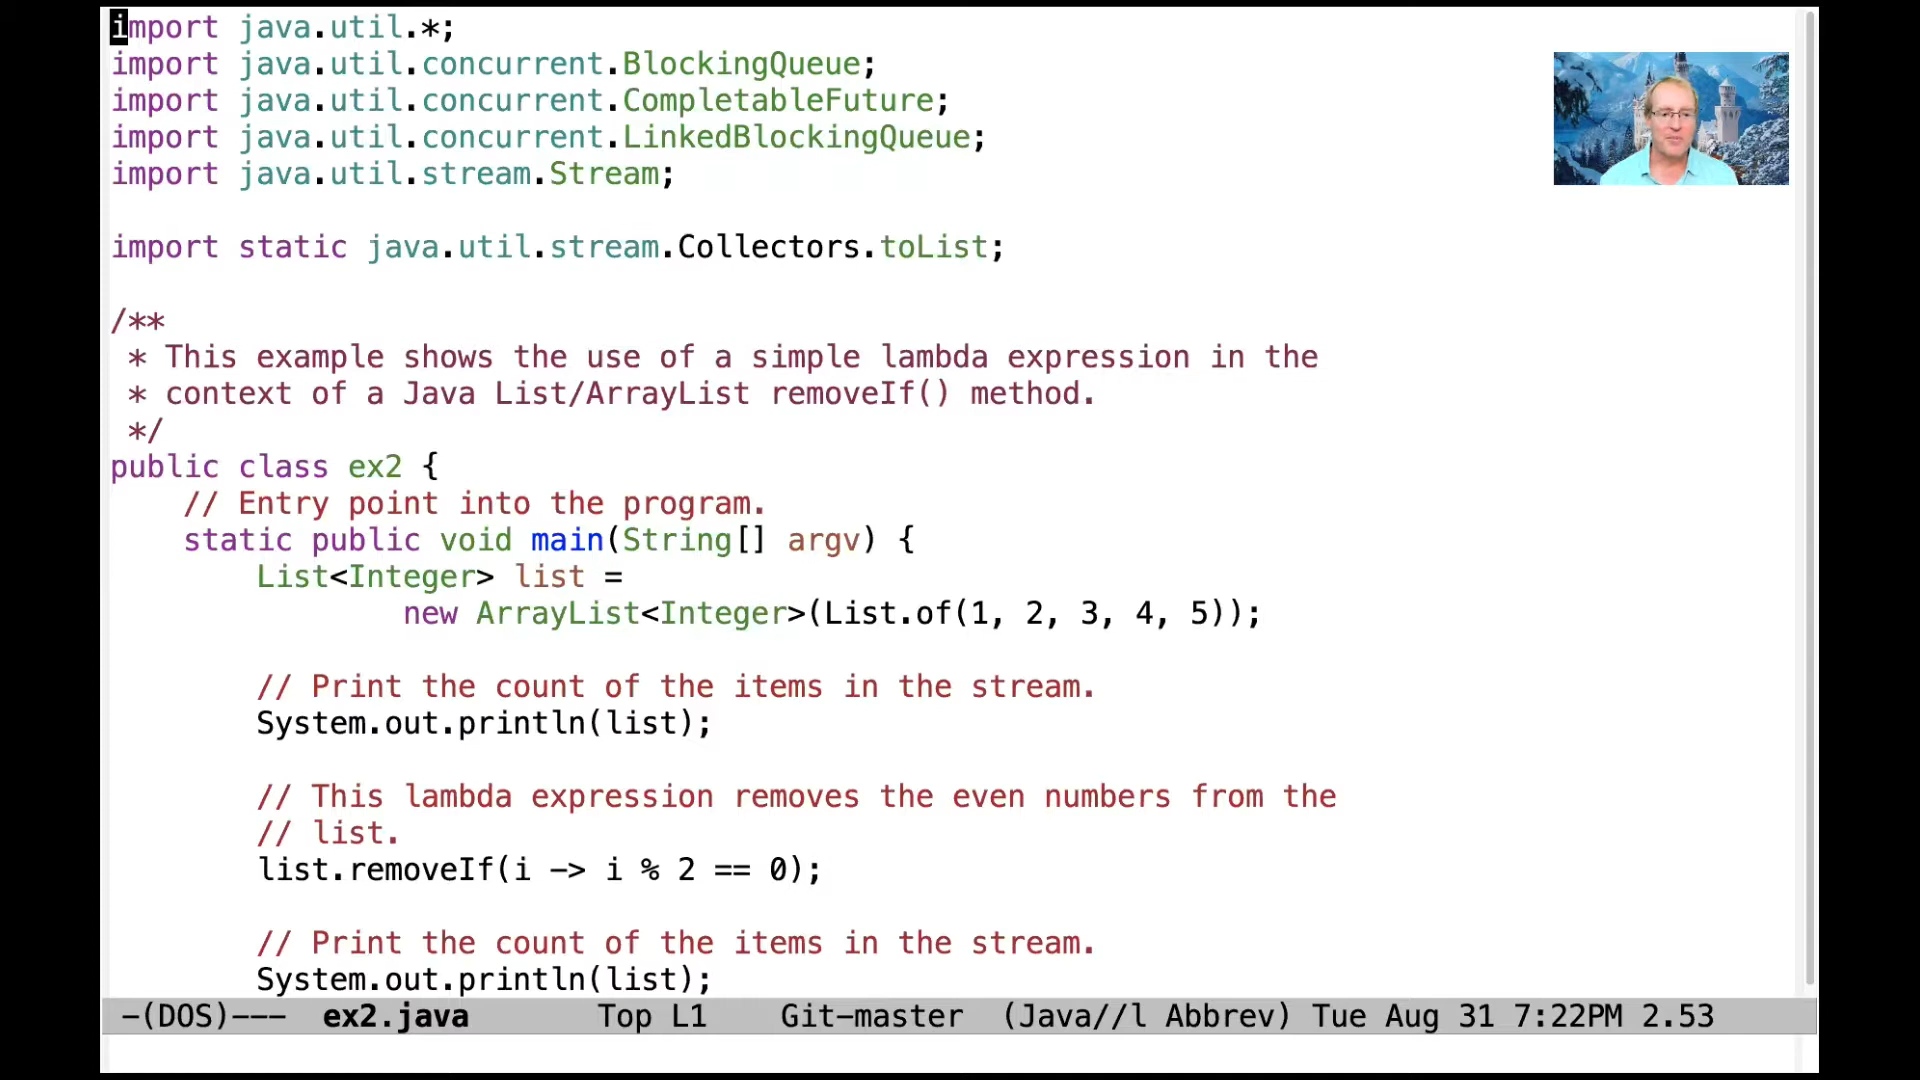 import java.util.*;
import java.util.concurrent.BlockingQueue;
import java.util.concurrent.CompletableFuture;
import java.util.concurrent.LinkedBlockingQueue;
import java.util.stream.Stream;
import static java.util.stream.Collectors.toList;
/**
* This example shows the use of a simple lambda expression in the
* context of a Java List/ArrayList removeIf() method.
*/
public class ex2 {
// Entry point into the program.
static public void main(String[] argv) {
List<Integer> list =
new ArrayList<Integer>(List.of(1, 2, 3, 4, 5));
// Print the count of the items in the stream.
System.out.println(list);
// This lambda expression removes the even numbers from the
// list.
list.removeIf(i -> i % 2 == 0);
// Print the count of the items in the stream.
System.out.println(list);
-(DOS)--- ex2.java Top L1 Git-master (Java//l Abbrev) Tue Aug 31 7:22PM 2.53